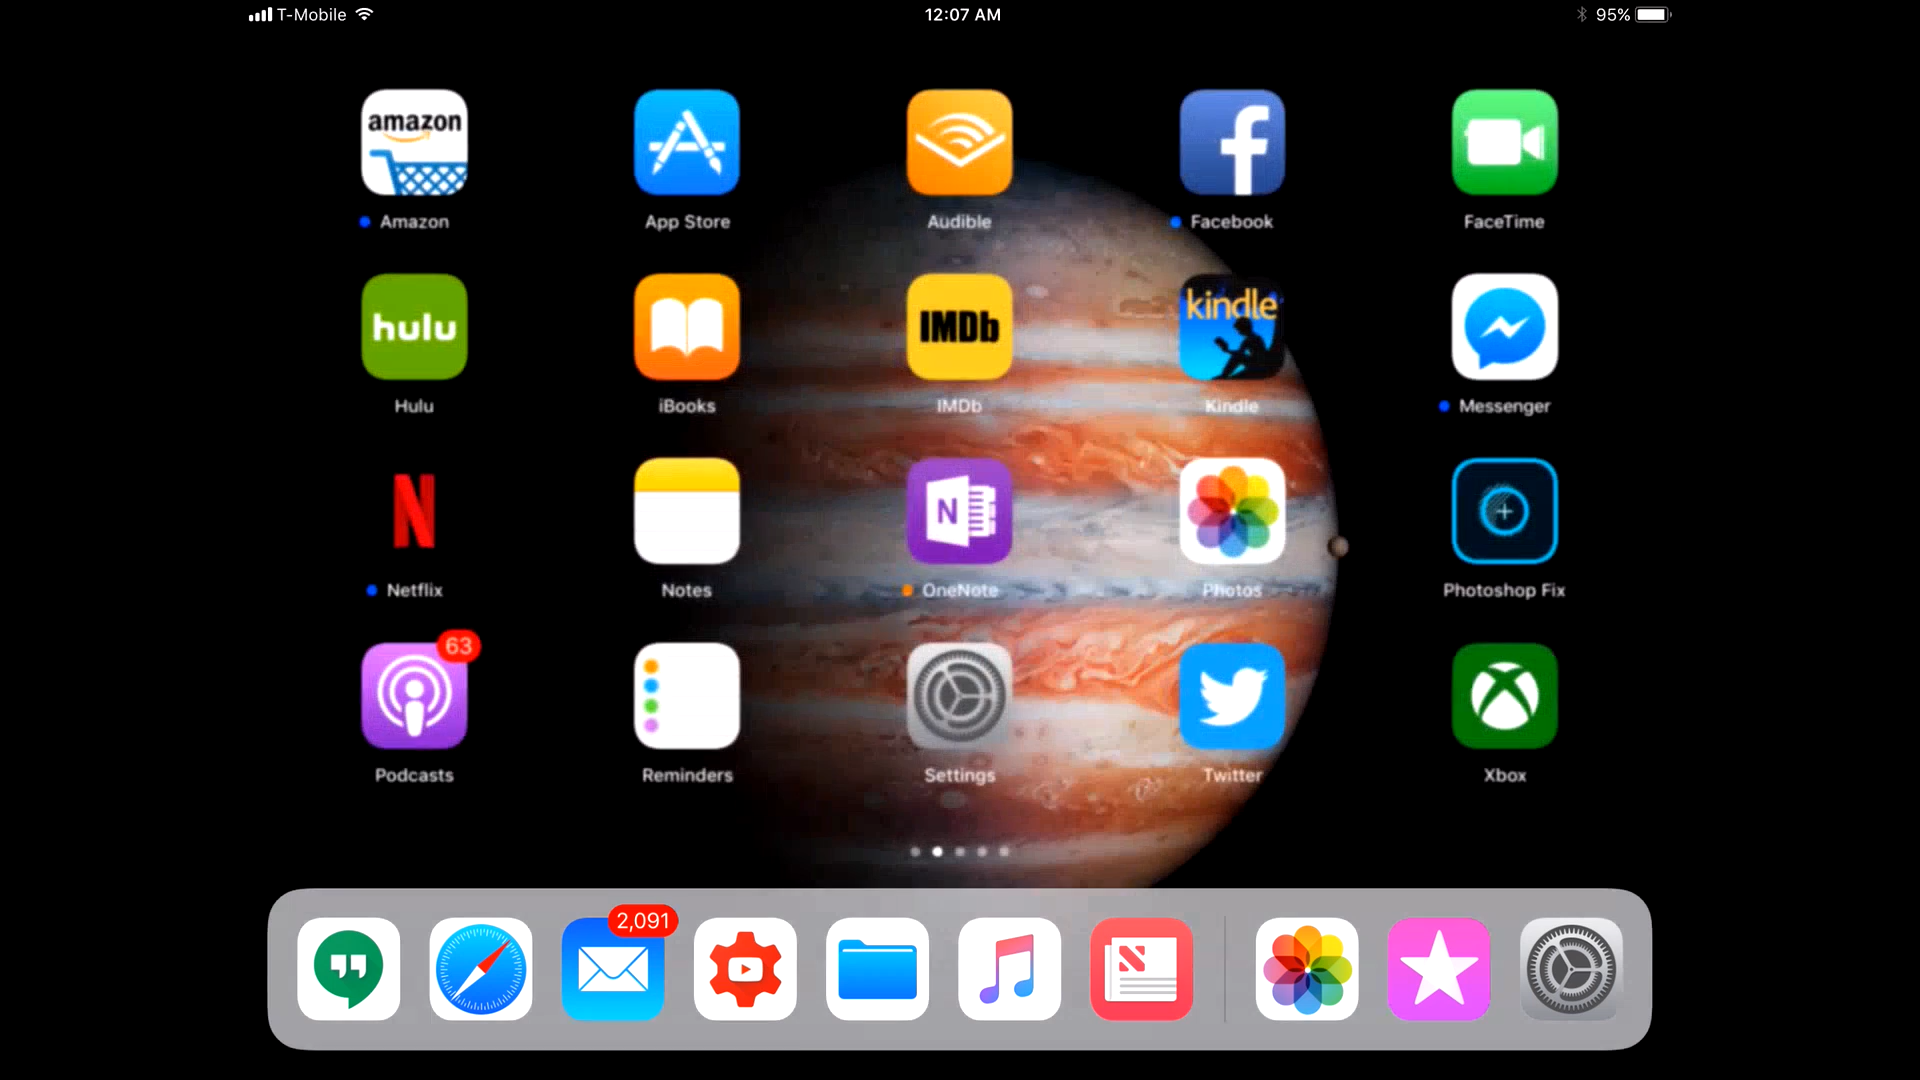 T-Mobile 12:07 AM 95%
amazon
Amazon App Store Audible Facebook FaceTime
hulu IMDb kindle
Hulu iBooks IMDb Kindle Messenger
N N
Netflix Notes OneNote Photos Photoshop Fix
63
Podcasts Reminders Settings Twitter Xbox
2,091